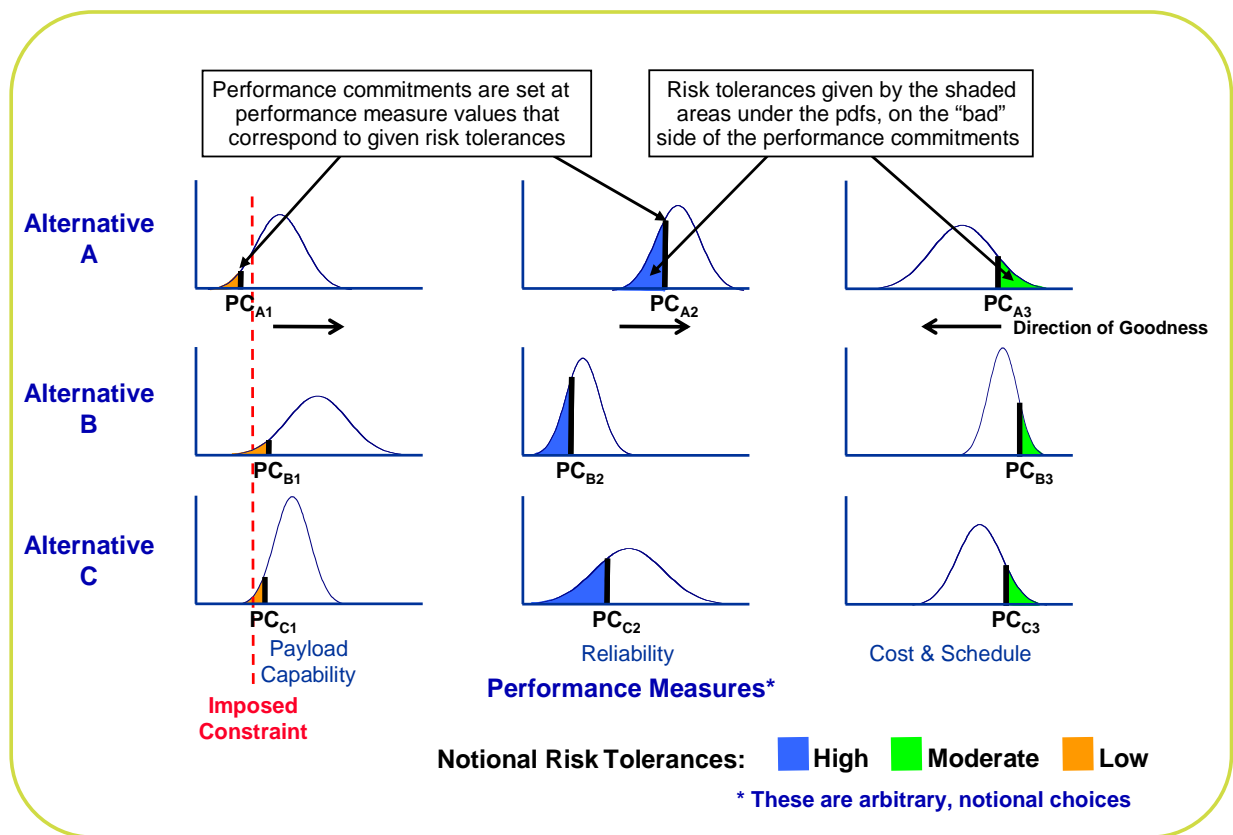 Performance commitments are set at
performance measure values that
correspond to given risk tolerances
Risk tolerances given by the shaded
areas under the pdfs, on the “bad”
side of the performance commitments
Alternative
A
PCA1
PCA2
PCA3
Direction of Goodness
Alternative
B
PCB1
PCB2
PCB3
Alternative
C
PCC1
PCC2
PCC3
Payload
Capability
Reliability
Cost & Schedule
Performance Measures*
Imposed
Constraint
Notional Risk Tolerances: High Moderate Low
* These are arbitrary, notional choices